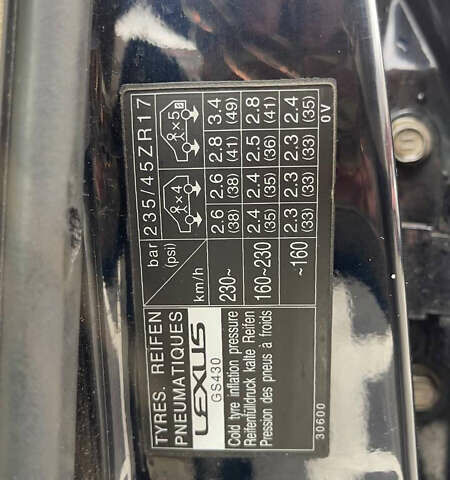 TYRES. REIFEN
PNEUMATIQUES
LEXUS
GS430
Cold tyre inflation pressure
Reifenfülldruck kalte Reifen
Pression des pneus à froids
30600
bar
(psi)
km/h
235/45ZR17
×4
×5
230~
2.6 (38)
2.6 (38)
2.8 (41)
3.4 (49)
160~230
2.4 (35)
2.4 (35)
2.5 (36)
2.8 (41)
~160
2.3 (33)
2.3 (33)
2.3 (33)
2.4 (35)
0V